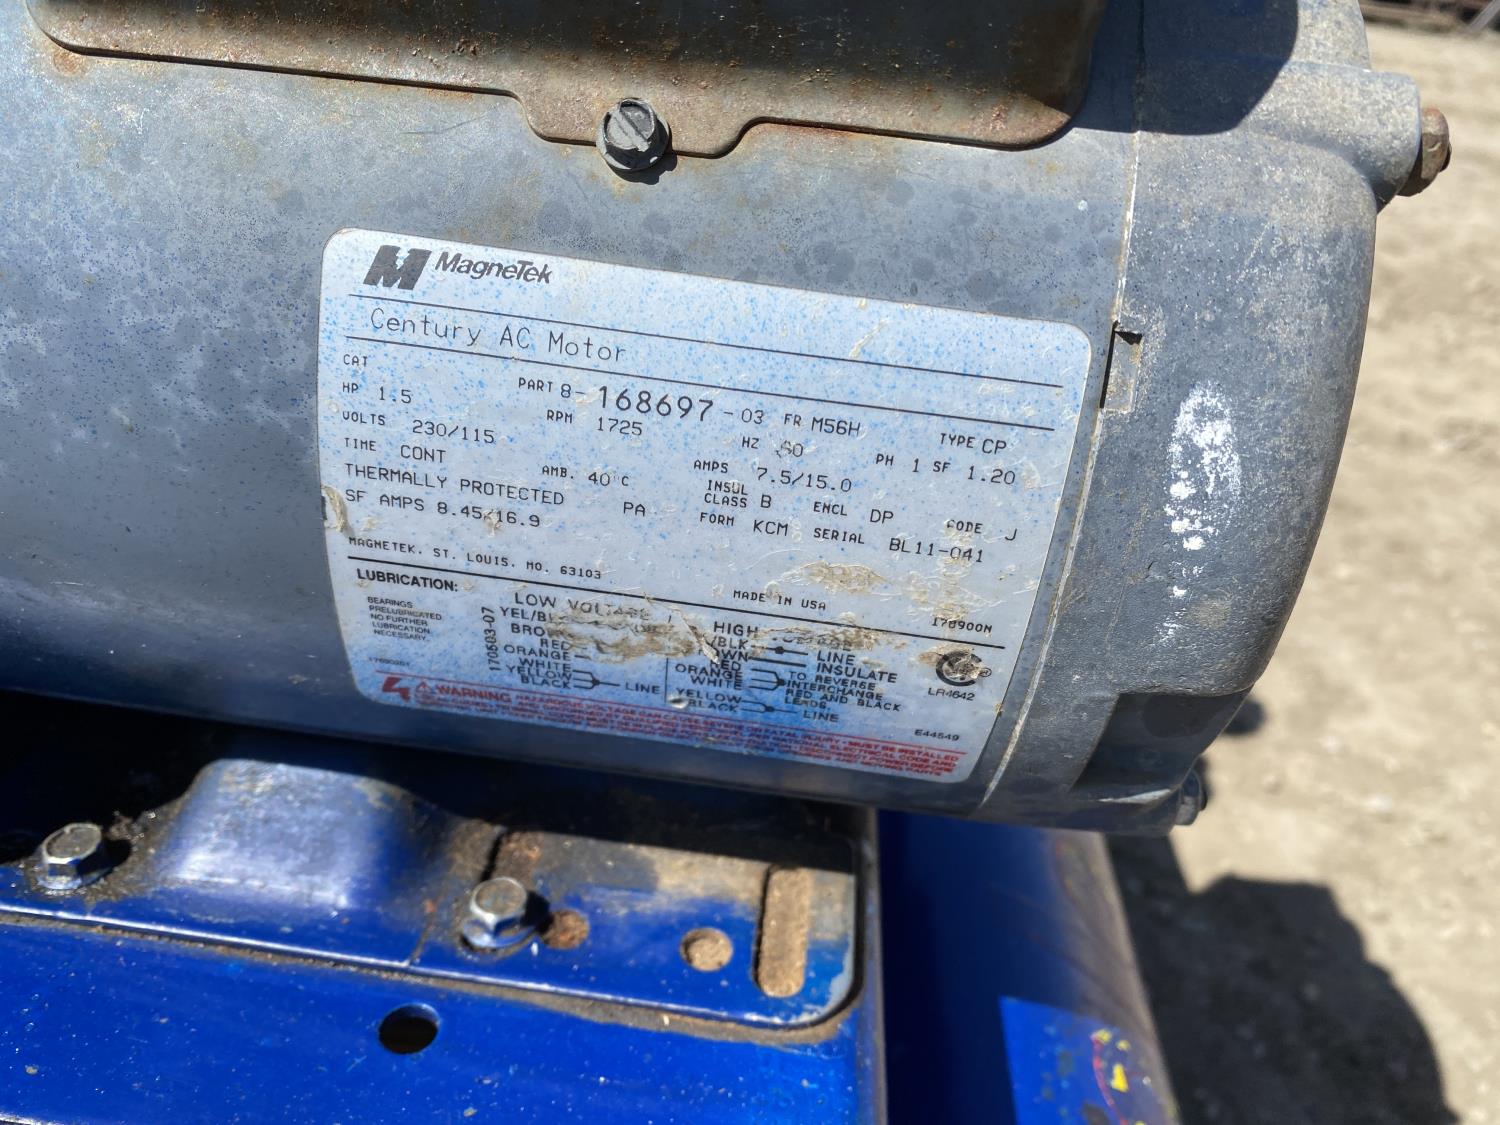 MagneTek
Century AC Motor
CAT PART 8-168697-03 FR M56H TYPE CP
HP 1.5 RPM 1725 HZ 60 PH 1 SF 1.20
VOLTS 230/115 AMPS 7.5/15.0
TIME CONT AMB. 40°C INSUL CLASS B ENCL DP CODE J
THERMALLY PROTECTED PA FORM KCM SERIAL BL11-041
SF AMPS 8.45/16.9
MAGNETEK, ST. LOUIS, MO. 63103 MADE IN USA 178900N
LUBRICATION:
BEARINGS
PRELUBRICATED
NO FURTHER
LUBRICATION
NECESSARY.
170503-07
LOW VOLTAGE
RED
ORANGE
WHITE
YELLOW
BLACK
LINE
HIGH
LINE
RED
INSULATE
ORANGE
WHITE
TO REVERSE
INTERCHANGE
RED AND BLACK
LEADS.
YELLOW
BLACK
LINE
LR4642
E44549
WARNING